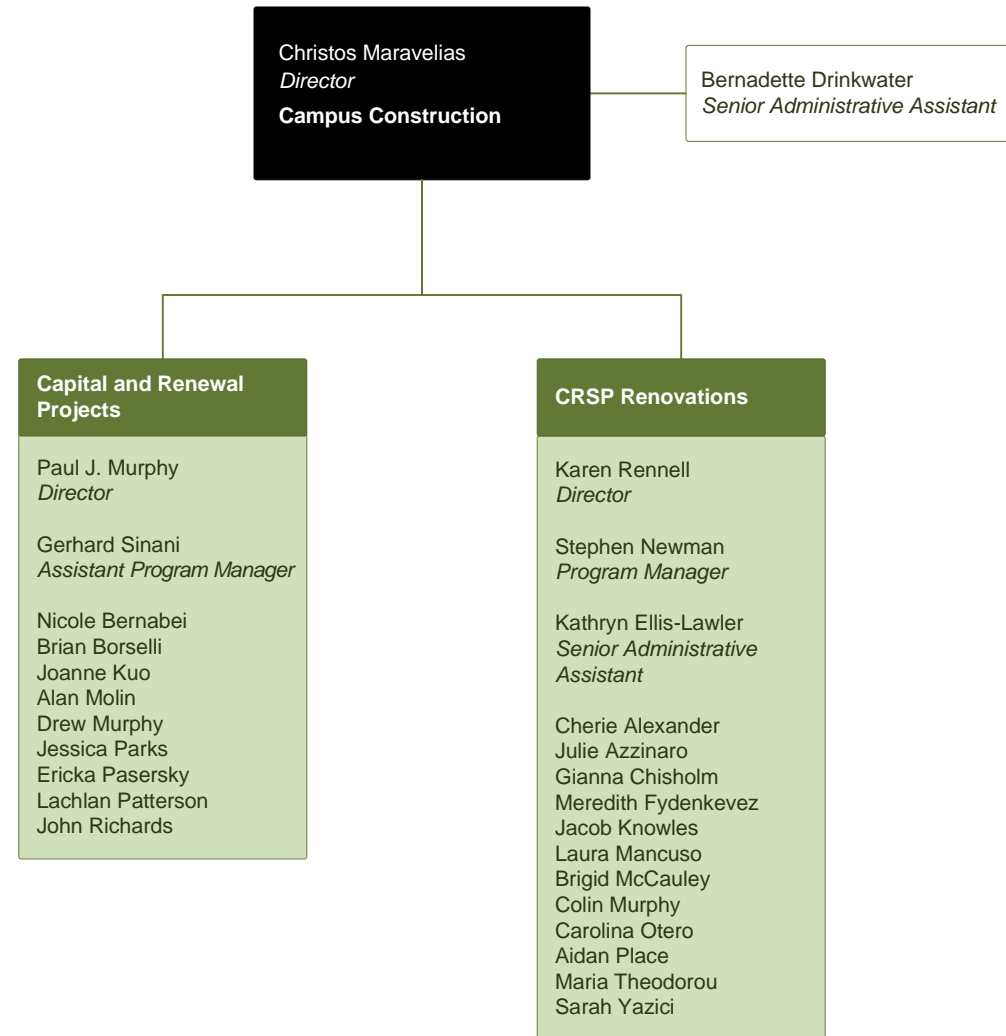 Christos Maravelias
Director
Campus Construction
Bernadette Drinkwater
Senior Administrative Assistant
Capital and Renewal
Projects
Paul J. Murphy
Director
Gerhard Sinani
Assistant Program Manager
Nicole Bernabei
Brian Borselli
Joanne Kuo
Alan Molin
Drew Murphy
Jessica Parks
Ericka Pasersky
Lachlan Patterson
John Richards
CRSP Renovations
Karen Rennell
Director
Stephen Newman
Program Manager
Kathryn Ellis-Lawler
Senior Administrative
Assistant
Cherie Alexander
Julie Azzinaro
Gianna Chisholm
Meredith Fydenkevez
Jacob Knowles
Laura Mancuso
Brigid McCauley
Colin Murphy
Carolina Otero
Aidan Place
Maria Theodorou
Sarah Yazici